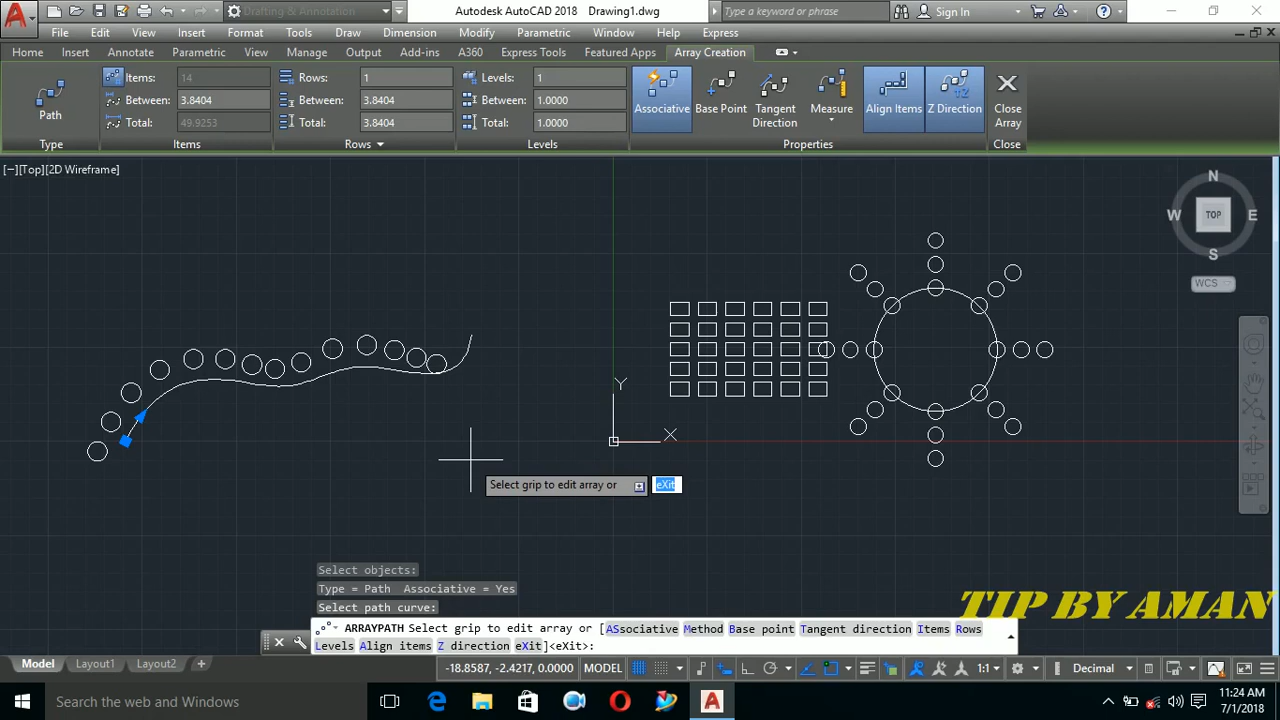 Drafting & Annotation
Autodesk AutoCAD 2018 Drawing1.dwg
Type a keyword or phrase
Sign In
File Edit View Insert Format Tools Draw Dimension Modify Parametric Window Help Express
Home Insert Annotate Parametric View Manage Output Add-ins A360 Express Tools Featured Apps Array Creation
Path
Type
Items: 14
Between: 3.8404
Total: 49.9253
Items
Rows: 1
Between: 3.8404
Total: 3.8404
Rows
Levels: 1
Between: 1.0000
Total: 1.0000
Levels
Associative
Base Point
Tangent
Direction
Measure
Align Items
Z Direction
Properties
Close
Array
Close
[−][Top][2D Wireframe]
N
W TOP E
S
WCS
Y
X
Select grip to edit array or eXit
Select objects:
Type = Path Associative = Yes
Select path curve:
ARRAYPATH Select grip to edit array or [ASsociative Method Base point Tangent direction Items Rows
Levels Align items Z direction eXit]<eXit>:
TIP BY AMAN
Model Layout1 Layout2 +
-18.8587, -2.4217, 0.0000 MODEL
1:1
Decimal
Search the web and Windows
11:24 AM
7/1/2018